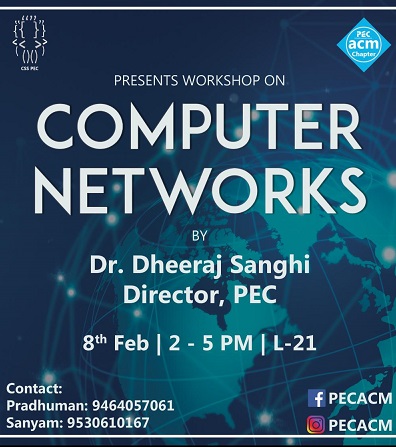 CSS PEC
PEC
acm
Chapter
PRESENTS WORKSHOP ON
COMPUTER
NETWORKS
BY
Dr. Dheeraj Sanghi
Director, PEC
8th Feb | 2 - 5 PM | L-21
Contact:
Pradhuman: 9464057061
Sanyam: 9530610167
PECACM
PECACM